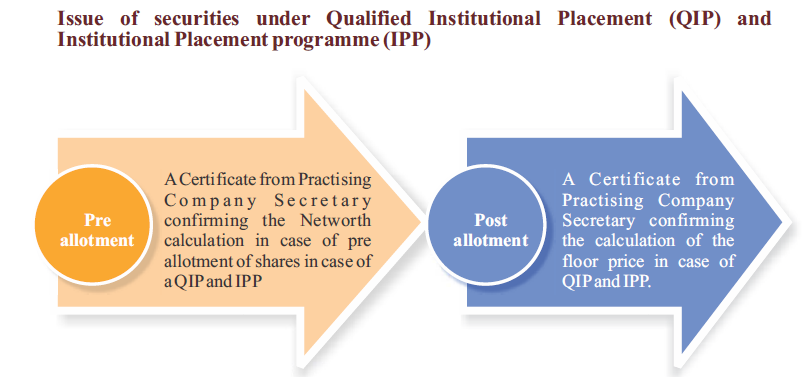 Issue of securities under Qualified Institutional Placement (QIP) and
Institutional Placement programme (IPP)
Pre
allotment
A Certificate from Practising
Company Secretary
confirming the Networth
calculation in case of pre
allotment of shares in case of
a QIP and IPP
Post
allotment
A Certificate from
Practising Company
Secretary confirming
the calculation of the
floor price in case of
QIP and IPP.